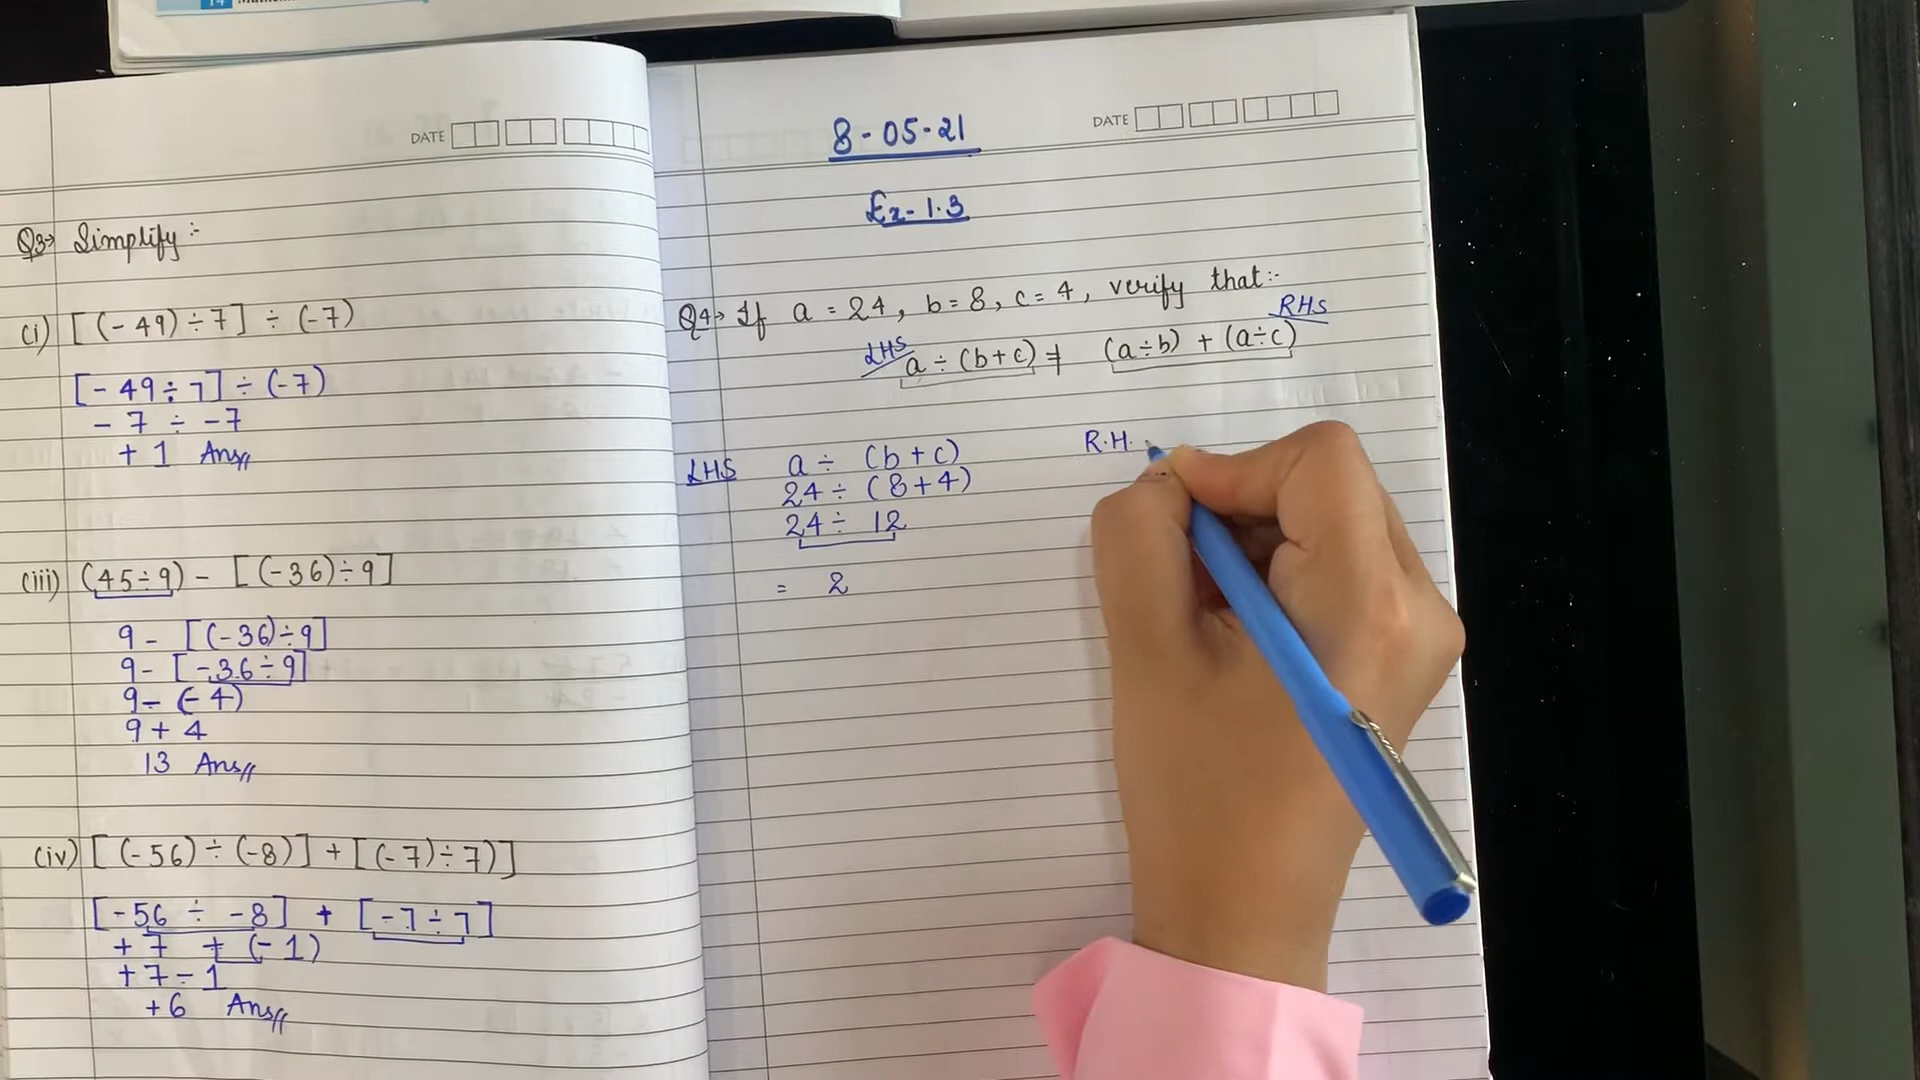 14
DATE
Q3→ Simplify:-
(i) [(-49)÷7] ÷ (-7)
[-49÷7] ÷ (-7)
- 7 ÷ -7
+ 1 Ans
(iii) (45÷9) - [(-36)÷9]
9 - [(-36)÷9]
9- [-36÷9]
9- (-4)
9 + 4
13 Ans
(iv) [(-56)÷(-8)] + [(-7)÷7)]
[-56 ÷ -8] + [-7÷7]
+ 7 + (-1)
+7-1
+6 Ans
8-05-21
DATE
Ex-1.3
Q4→ If a = 24, b=8, c=4, verify that:-
RHS
LHS
a ÷ (b+c) ≠ (a÷b) + (a÷c)
LHS a ÷ (b+c)
24 ÷ (8+4)
24 ÷ 12
= 2
R.H.